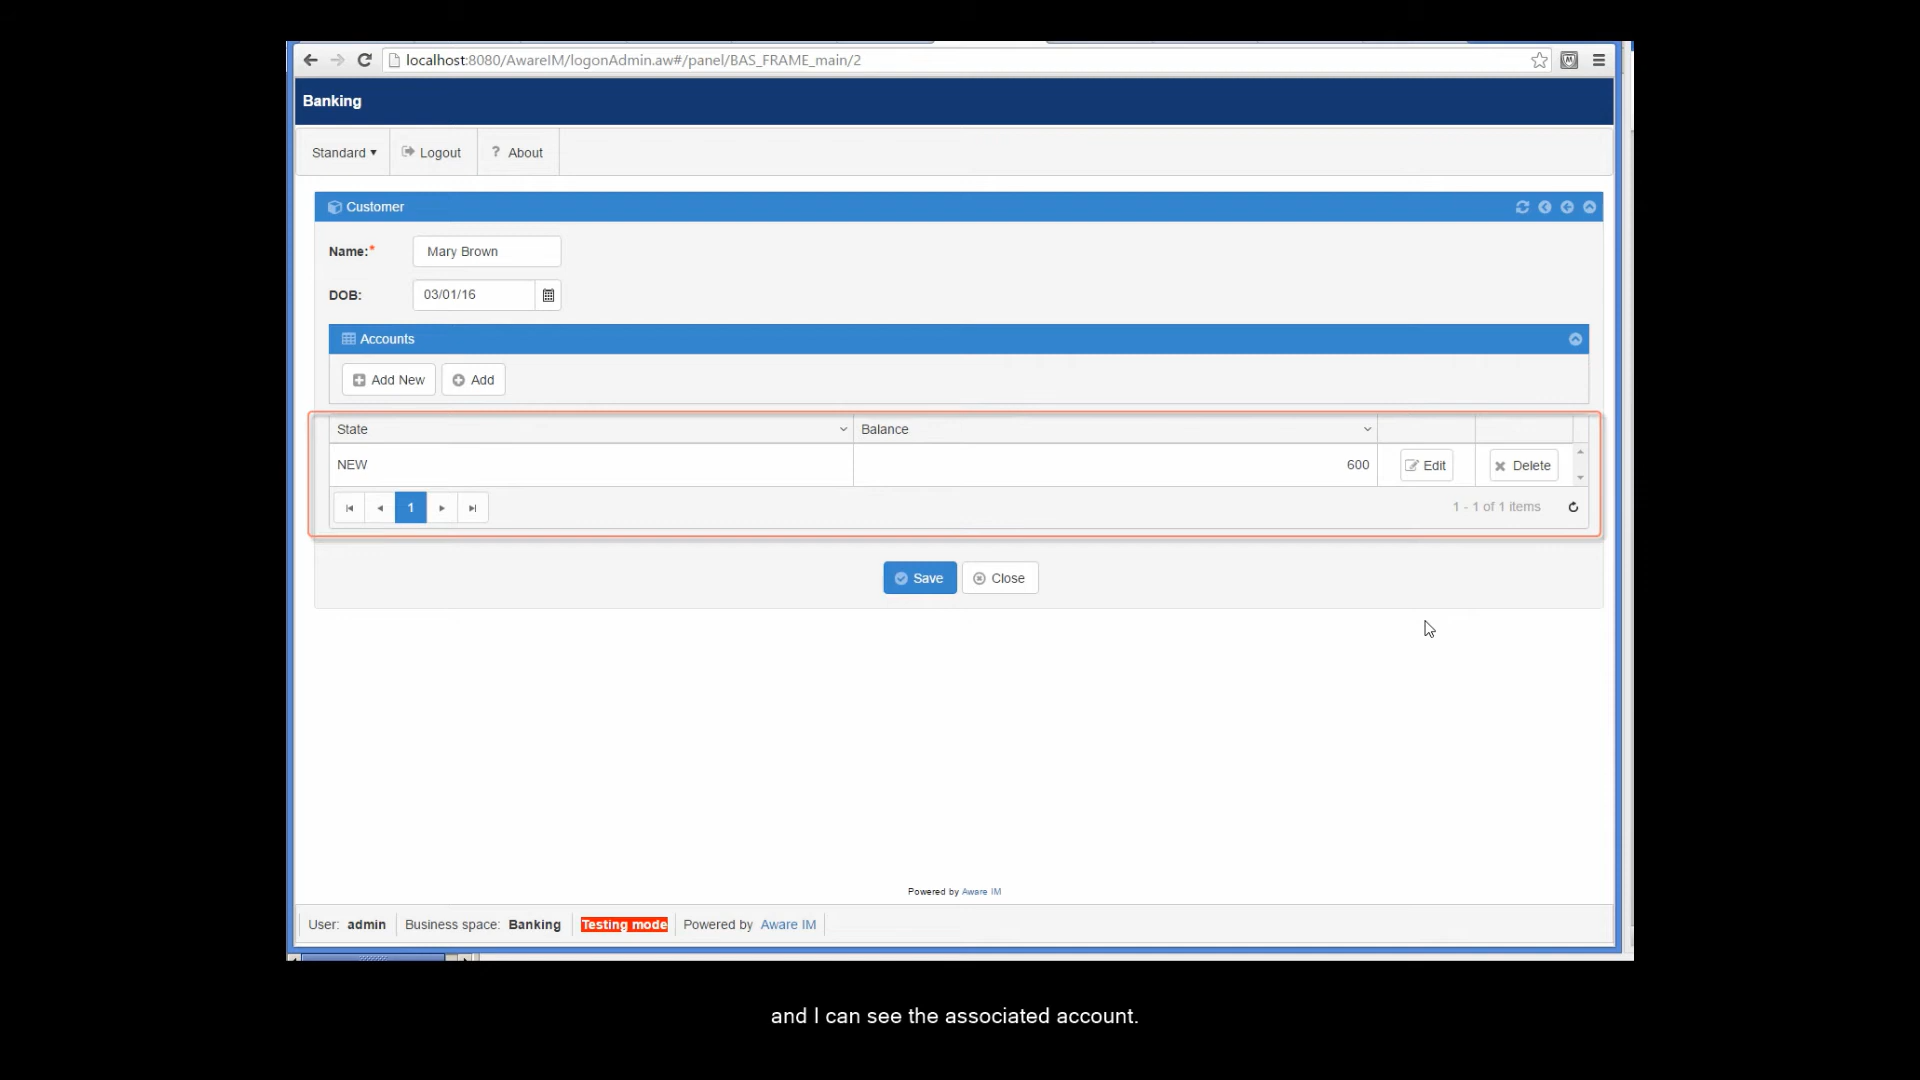 localhost:8080/AwareIM/logonAdmin.aw#/panel/BAS_FRAME_main/2
Banking
Standard ▾ Logout ? About
Customer
Name:* Mary Brown
DOB: 03/01/16
Accounts
Add New Add
State Balance
NEW 600 Edit Delete
1 1 - 1 of 1 items
Save Close
Powered by Aware IM
User: admin Business space: Banking Testing mode Powered by Aware IM
and I can see the associated account.